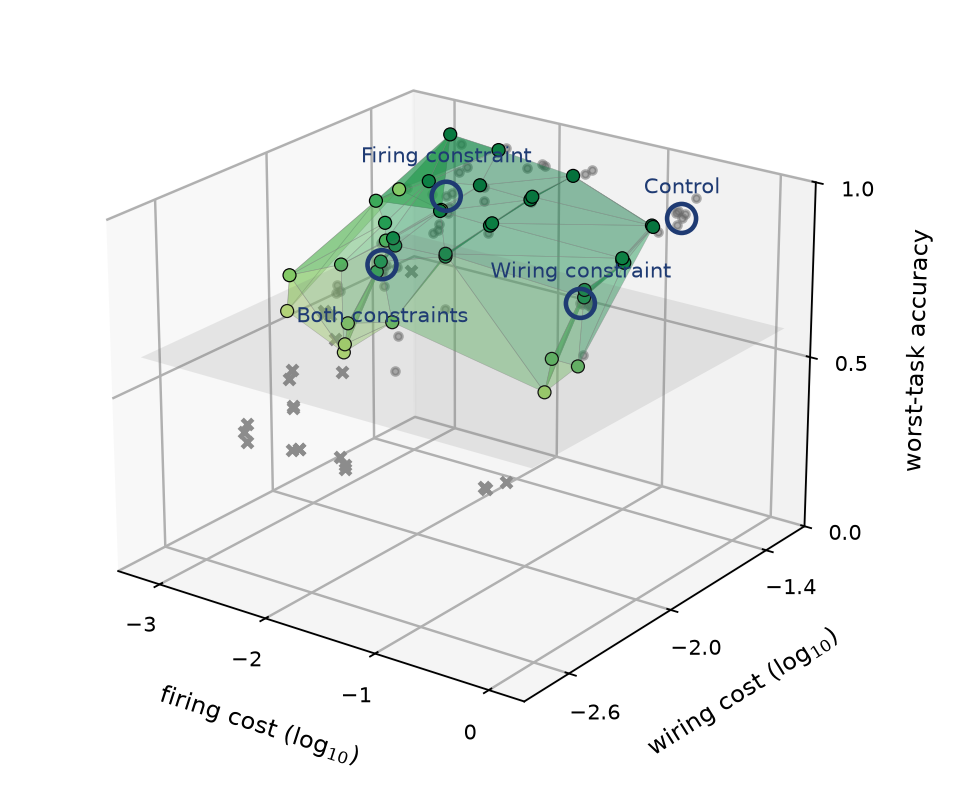 Firing constraint
Control
Wiring constraint
Both constraints
1.0
0.5
0.0
worst-task accuracy
−1.4
−2.0
−2.6
wiring cost (log₁₀)
−3
−2
−1
0
firing cost (log₁₀)